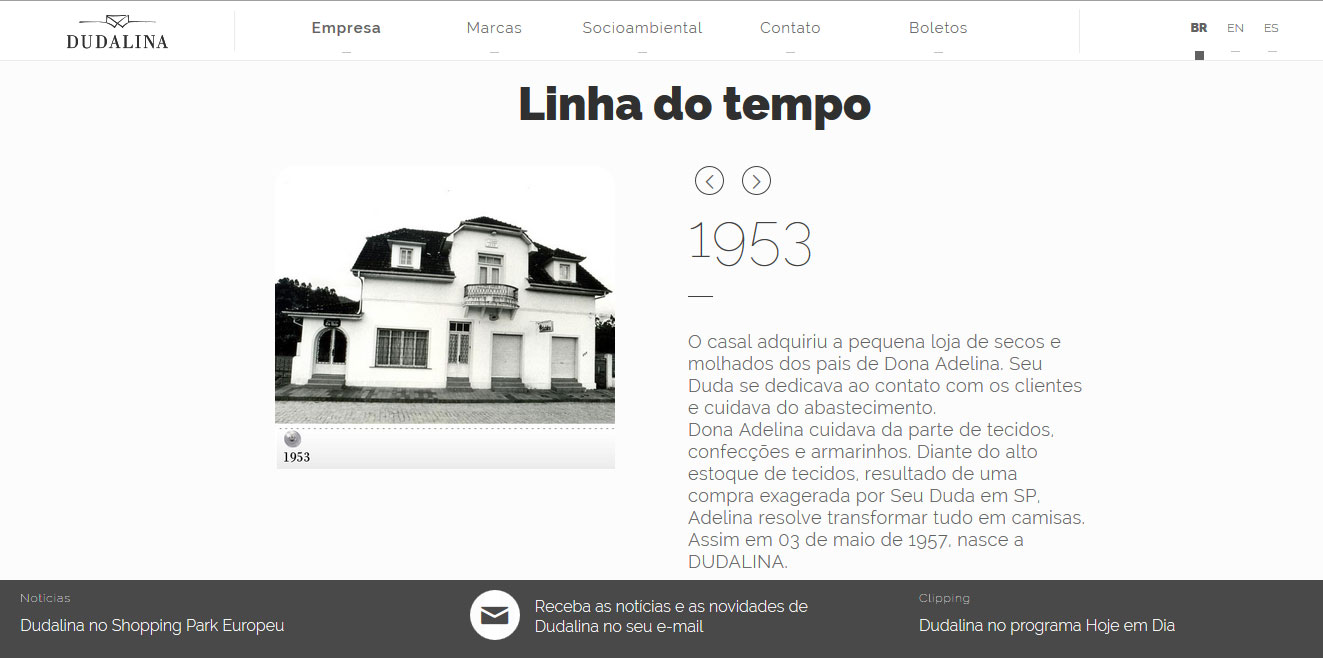 DUDALINA
Empresa
Marcas
Socioambiental
Contato
Boletos
BR
EN
ES
Linha do tempo
1953
1953
O casal adquiriu a pequena loja de secos e
molhados dos pais de Dona Adelina. Seu
Duda se dedicava ao contato com os clientes
e cuidava do abastecimento.
Dona Adelina cuidava da parte de tecidos,
confecções e armarinhos. Diante do alto
estoque de tecidos, resultado de uma
compra exagerada por Seu Duda em SP,
Adelina resolve transformar tudo em camisas.
Assim em 03 de maio de 1957, nasce a
DUDALINA.
Notícias
Dudalina no Shopping Park Europeu
Receba as notícias e as novidades de
Dudalina no seu e-mail
Clipping
Dudalina no programa Hoje em Dia